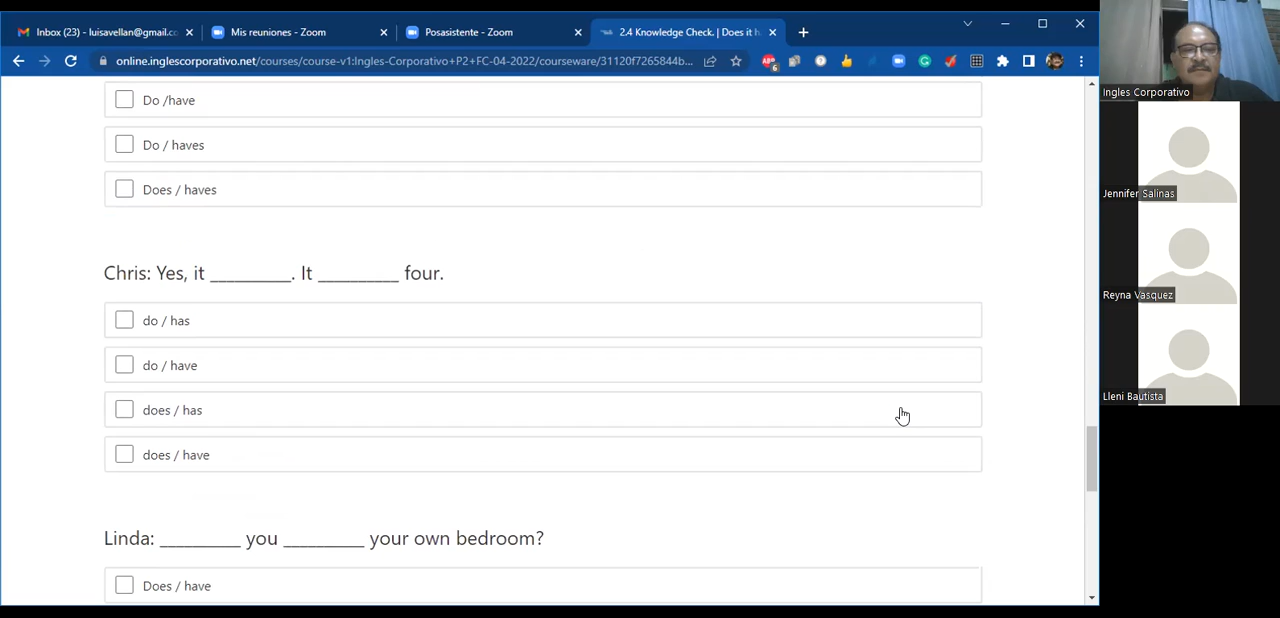 Inbox (23) - luisavellan@gmail.co
Mis reuniones - Zoom
Posasistente - Zoom
2.4 Knowledge Check. | Does it h
online.inglescorporativo.net/courses/course-v1:Ingles-Corporativo+P2+FC-04-2022/courseware/31120f7265844b...
ABP
6
Do /have
Do / haves
Does / haves
Chris: Yes, it _________. It _________ four.
do / has
do / have
does / has
does / have
Linda: _________ you _________ your own bedroom?
Does / have
Ingles Corporativo
Jennifer Salinas
Reyna Vasquez
Lleni Bautista